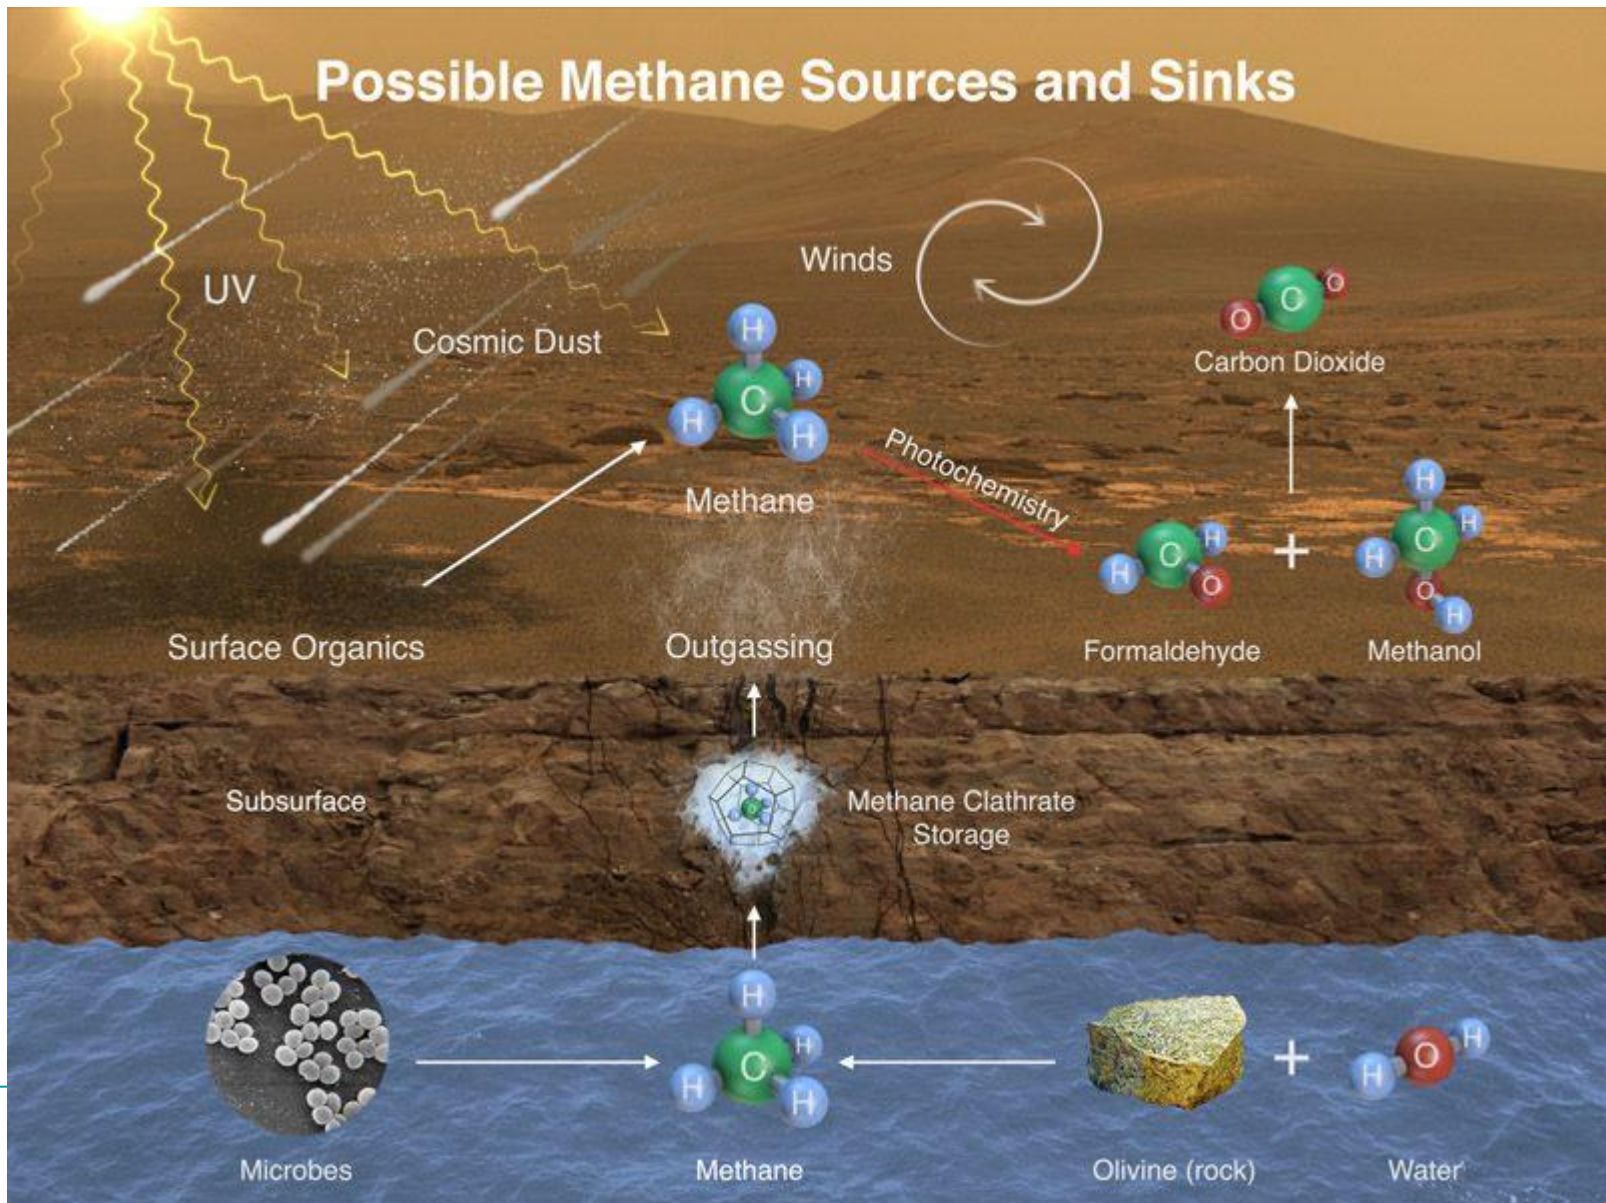 Possible Methane Sources and Sinks
Winds
UV
O
C
O
Cosmic Dust
H
Carbon Dioxide
H
C
H
H
Photochemistry
H
Methane
H
C
H
C
H
H
+
H
O
O
H
Surface Organics
Outgassing
Formaldehyde
Methanol
Subsurface
Methane Clathrate
Storage
H
H
C
H
H
+
H
O
H
Microbes
Methane
Olivine (rock)
Water